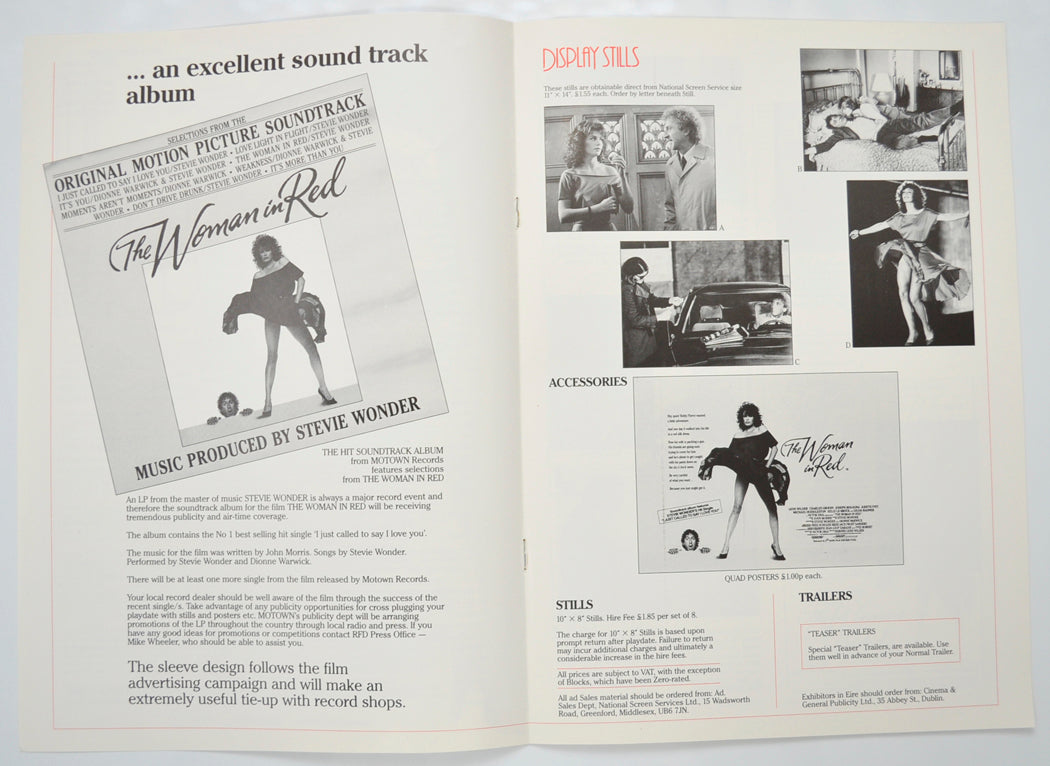 ... an excellent sound track
album
SELECTIONS FROM THE
ORIGINAL MOTION PICTURE SOUNDTRACK
I JUST CALLED TO SAY I LOVE YOU/STEVIE WONDER • LOVE LIGHT IN FLIGHT/STEVIE WONDER
IT'S YOU/DIONNE WARWICK & STEVIE WONDER • THE WOMAN IN RED/STEVIE WONDER
MOMENTS AREN'T MOMENTS/DIONNE WARWICK • WEAKNESS/DIONNE WARWICK & STEVIE
WONDER • DON'T DRIVE DRUNK/STEVIE WONDER • IT'S MORE THAN YOU
The Woman in Red
MUSIC PRODUCED BY STEVIE WONDER
THE HIT SOUNDTRACK ALBUM
from MOTOWN Records
features selections
from THE WOMAN IN RED
An LP from the master of music STEVIE WONDER is always a major record event and
therefore the soundtrack album for the film THE WOMAN IN RED will be receiving
tremendous publicity and air-time coverage.
The album contains the No 1 best selling hit single 'I just called to say I love you'.
The music for the film was written by John Morris. Songs by Stevie Wonder.
Performed by Stevie Wonder and Dionne Warwick.
There will be at least one more single from the film released by Motown Records.
Your local record dealer should be well aware of the film through the success of the
recent single/s. Take advantage of any publicity opportunities for cross plugging your
playdate with stills and posters etc. MOTOWN's publicity dept will be arranging
promotions of the LP throughout the country through local radio and press. If you
have any good ideas for promotions or competitions contact RFD Press Office —
Mike Wheeler, who should be able to assist you.
The sleeve design follows the film
advertising campaign and will make an
extremely useful tie-up with record shops.
DISPLAY STILLS
These stills are obtainable direct from National Screen Service size
11" × 14". £1.55 each. Order by letter beneath Still.
A
B
C
D
ACCESSORIES
The Woman
in Red.
STEVIE WONDER'S Hit Single
"I JUST CALLED TO SAY I LOVE YOU"
QUAD POSTERS £1.00p each.
STILLS
10" × 8" Stills. Hire Fee £1.85 per set of 8.
The charge for 10" × 8" Stills is based upon
prompt return after playdate. Failure to return
may incur additional charges and ultimately a
considerable increase in the hire fees.
All prices are subject to VAT, with the exception
of Blocks, which have been Zero-rated.
All ad Sales material should be ordered from: Ad.
Sales Dept, National Screen Services Ltd., 15 Wadsworth
Road, Greenford, Middlesex, UB6 7JN.
TRAILERS
"TEASER" TRAILERS
Special "Teaser" Trailers, are available. Use
them well in advance of your Normal Trailer.
Exhibitors in Eire should order from: Cinema &
General Publicity Ltd., 35 Abbey St., Dublin.